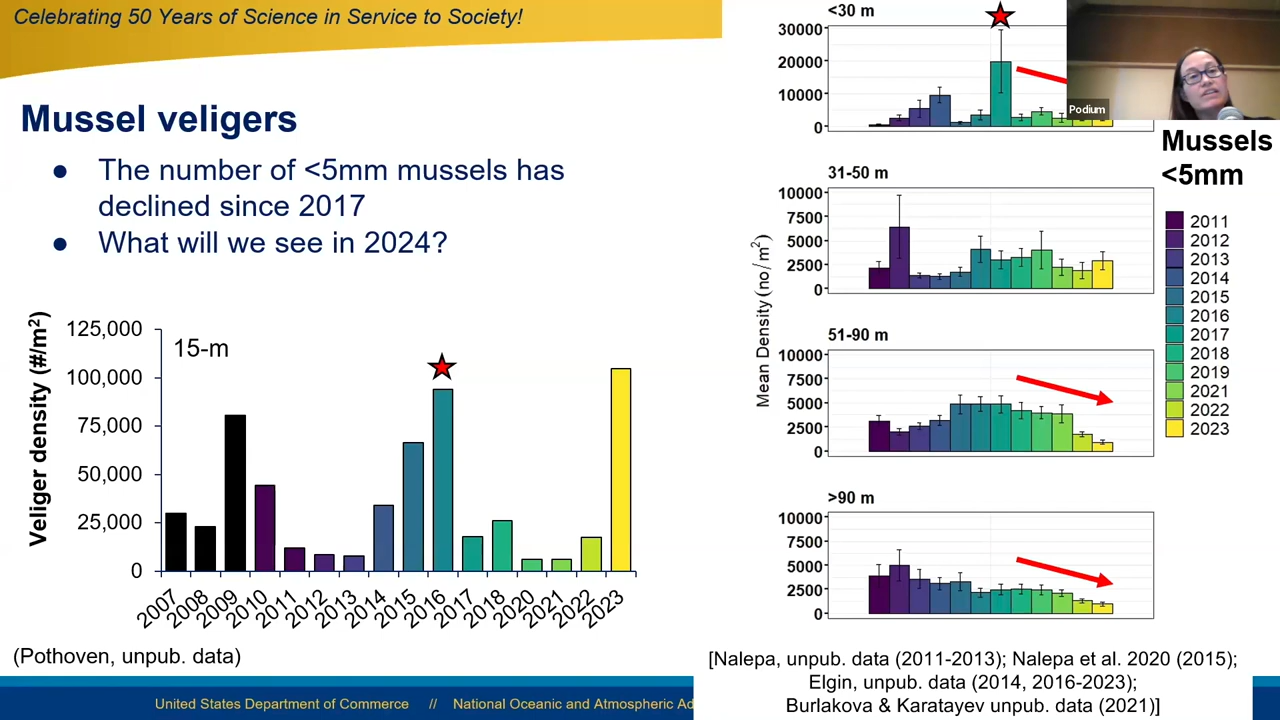 Celebrating 50 Years of Science in Service to Society!
Mussel veligers
● The number of <5mm mussels has
declined since 2017
● What will we see in 2024?
Veliger density (#/m²)
125,000
100,000
75,000
50,000
25,000
0
15-m
2007
2008
2009
2010
2011
2012
2013
2014
2015
2016
2017
2018
2020
2021
2022
2023
(Pothoven, unpub. data)
United States Department of Commerce // National Oceanic and Atmospheric Ad
Mean Density (no/m²)
<30 m
30000
20000
10000
0
31-50 m
10000
7500
5000
2500
0
51-90 m
10000
7500
5000
2500
0
>90 m
10000
7500
5000
2500
0
Podium
Mussels
<5mm
2011
2012
2013
2014
2015
2016
2017
2018
2019
2021
2022
2023
[Nalepa, unpub. data (2011-2013); Nalepa et al. 2020 (2015);
Elgin, unpub. data (2014, 2016-2023);
Burlakova & Karatayev unpub. data (2021)]